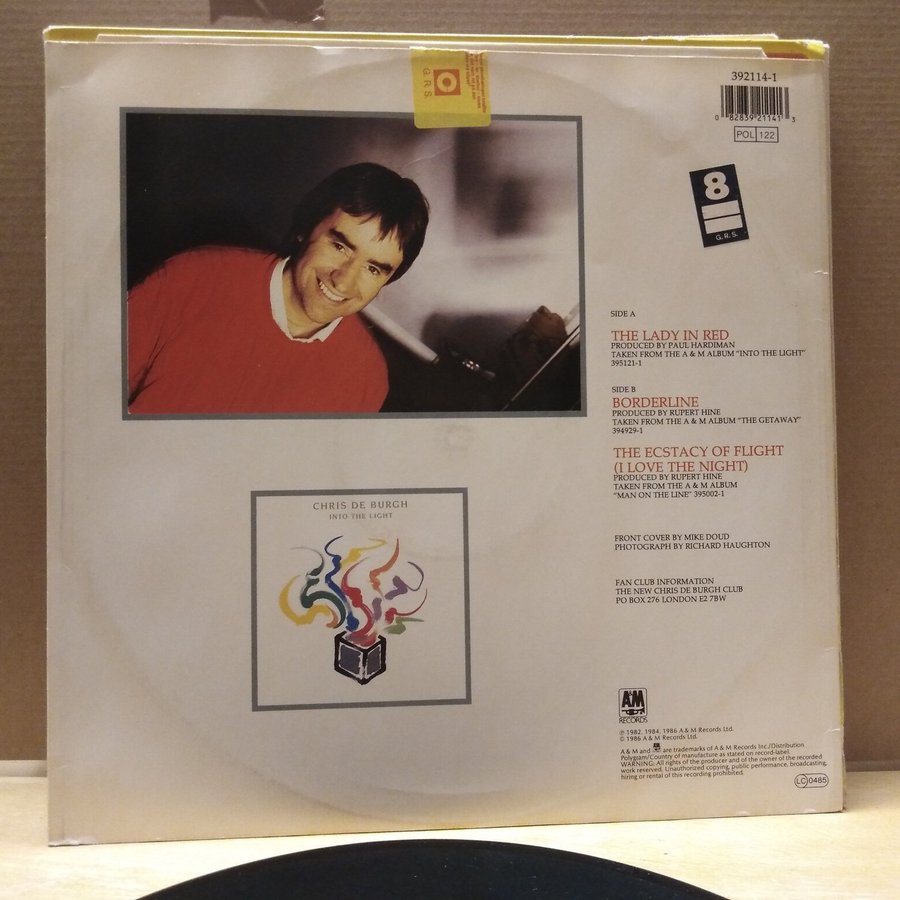 G.R.S.
392114-1
0 82839 21141 3
POL 122
8
G.R.S.
SIDE A
THE LADY IN RED
PRODUCED BY PAUL HARDIMAN
TAKEN FROM THE A & M ALBUM "INTO THE LIGHT"
395121-1
SIDE B
BORDERLINE
PRODUCED BY RUPERT HINE
TAKEN FROM THE A & M ALBUM "THE GETAWAY"
394929-1
THE ECSTACY OF FLIGHT
(I LOVE THE NIGHT)
PRODUCED BY RUPERT HINE
TAKEN FROM THE A & M ALBUM
"MAN ON THE LINE" 395002-1
CHRIS DE BURGH
INTO THE LIGHT
FRONT COVER BY MIKE DOUD
PHOTOGRAPH BY RICHARD HAUGHTON
FAN CLUB INFORMATION
THE NEW CHRIS DE BURGH CLUB
PO BOX 276 LONDON E2 7BW
A&M
RECORDS
℗ 1982, 1984, 1986 A & M Records Ltd.
© 1986 A & M Records Ltd.
A & M and are trademarks of A & M Records Inc./Distribution
Polygram/Country of manufacture as stated on record-label.
WARNING: All rights of the producer and of the owner of the recorded
work reserved. Unauthorized copying, public performance, broadcasting,
hiring or rental of this recording prohibited.
LC 0485